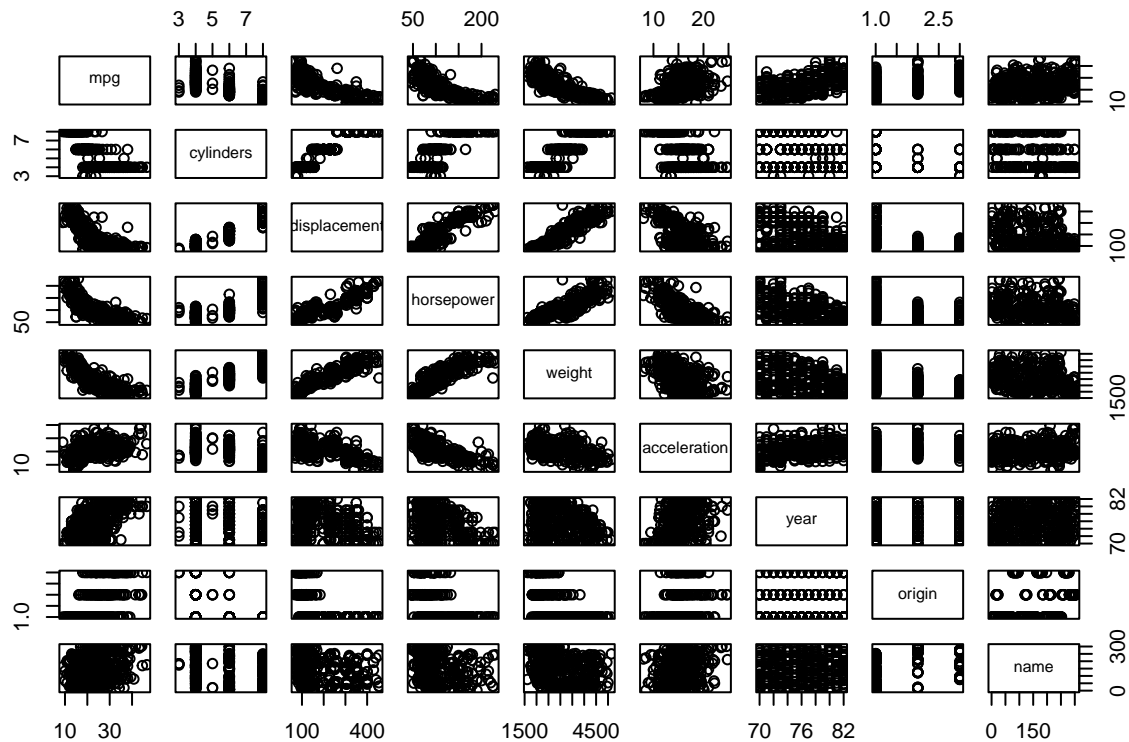 3 5 7 50 200 10 20 1.0 2.5
mpg
10
cylinders
3 7
displacement
100
horsepower
50
weight
1500
acceleration
10
year
70 82
origin
1.0
name
0 300
10 30 100 400 1500 4500 70 76 82 0 150